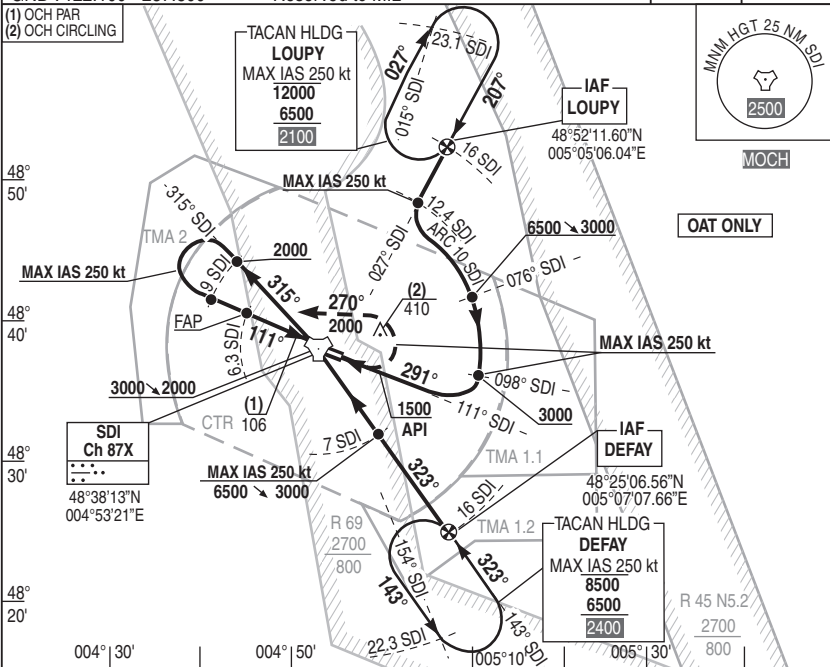 (1) OCH PAR
(2) OCH CIRCLING
TACAN HLDG
LOUPY
MAX IAS 250 kt
12000
6500
2100
027°
015° SDI
23.1 SDI
207°
IAF
LOUPY
48°52'11.60"N
005°05'06.04"E
MNM HGT 25 NM SDI
2500
MOCH
OAT ONLY
16 SDI
48°
50'
MAX IAS 250 kt
12.4 SDI
ARC 10 SDI
6500 ↘ 3000
027° SDI
076° SDI
315° SDI
TMA 2
2000
MAX IAS 250 kt
9 SDI
315°
270°
2000
(2)
410
FAP
111°
48°
40'
6.3 SDI
MAX IAS 250 kt
291°
098° SDI
3000 ↘ 2000
(1)
106
1500
API
111° SDI
3000
CTR
SDI
Ch 87X
48°38'13"N
004°53'21"E
7 SDI
MAX IAS 250 kt
6500 ↘ 3000
323°
TMA 1.1
IAF
DEFAY
48°25'06.56"N
005°07'07.66"E
48°
30'
16 SDI
TMA 1.2
R 69
2700
800
154° SDI
143°
323°
TACAN HLDG
DEFAY
MAX IAS 250 kt
8500
6500
2400
R 45 N5.2
2700
800
48°
20'
22.3 SDI
143° SDI
004° 30'
004° 50'
005° 10'
005° 30'